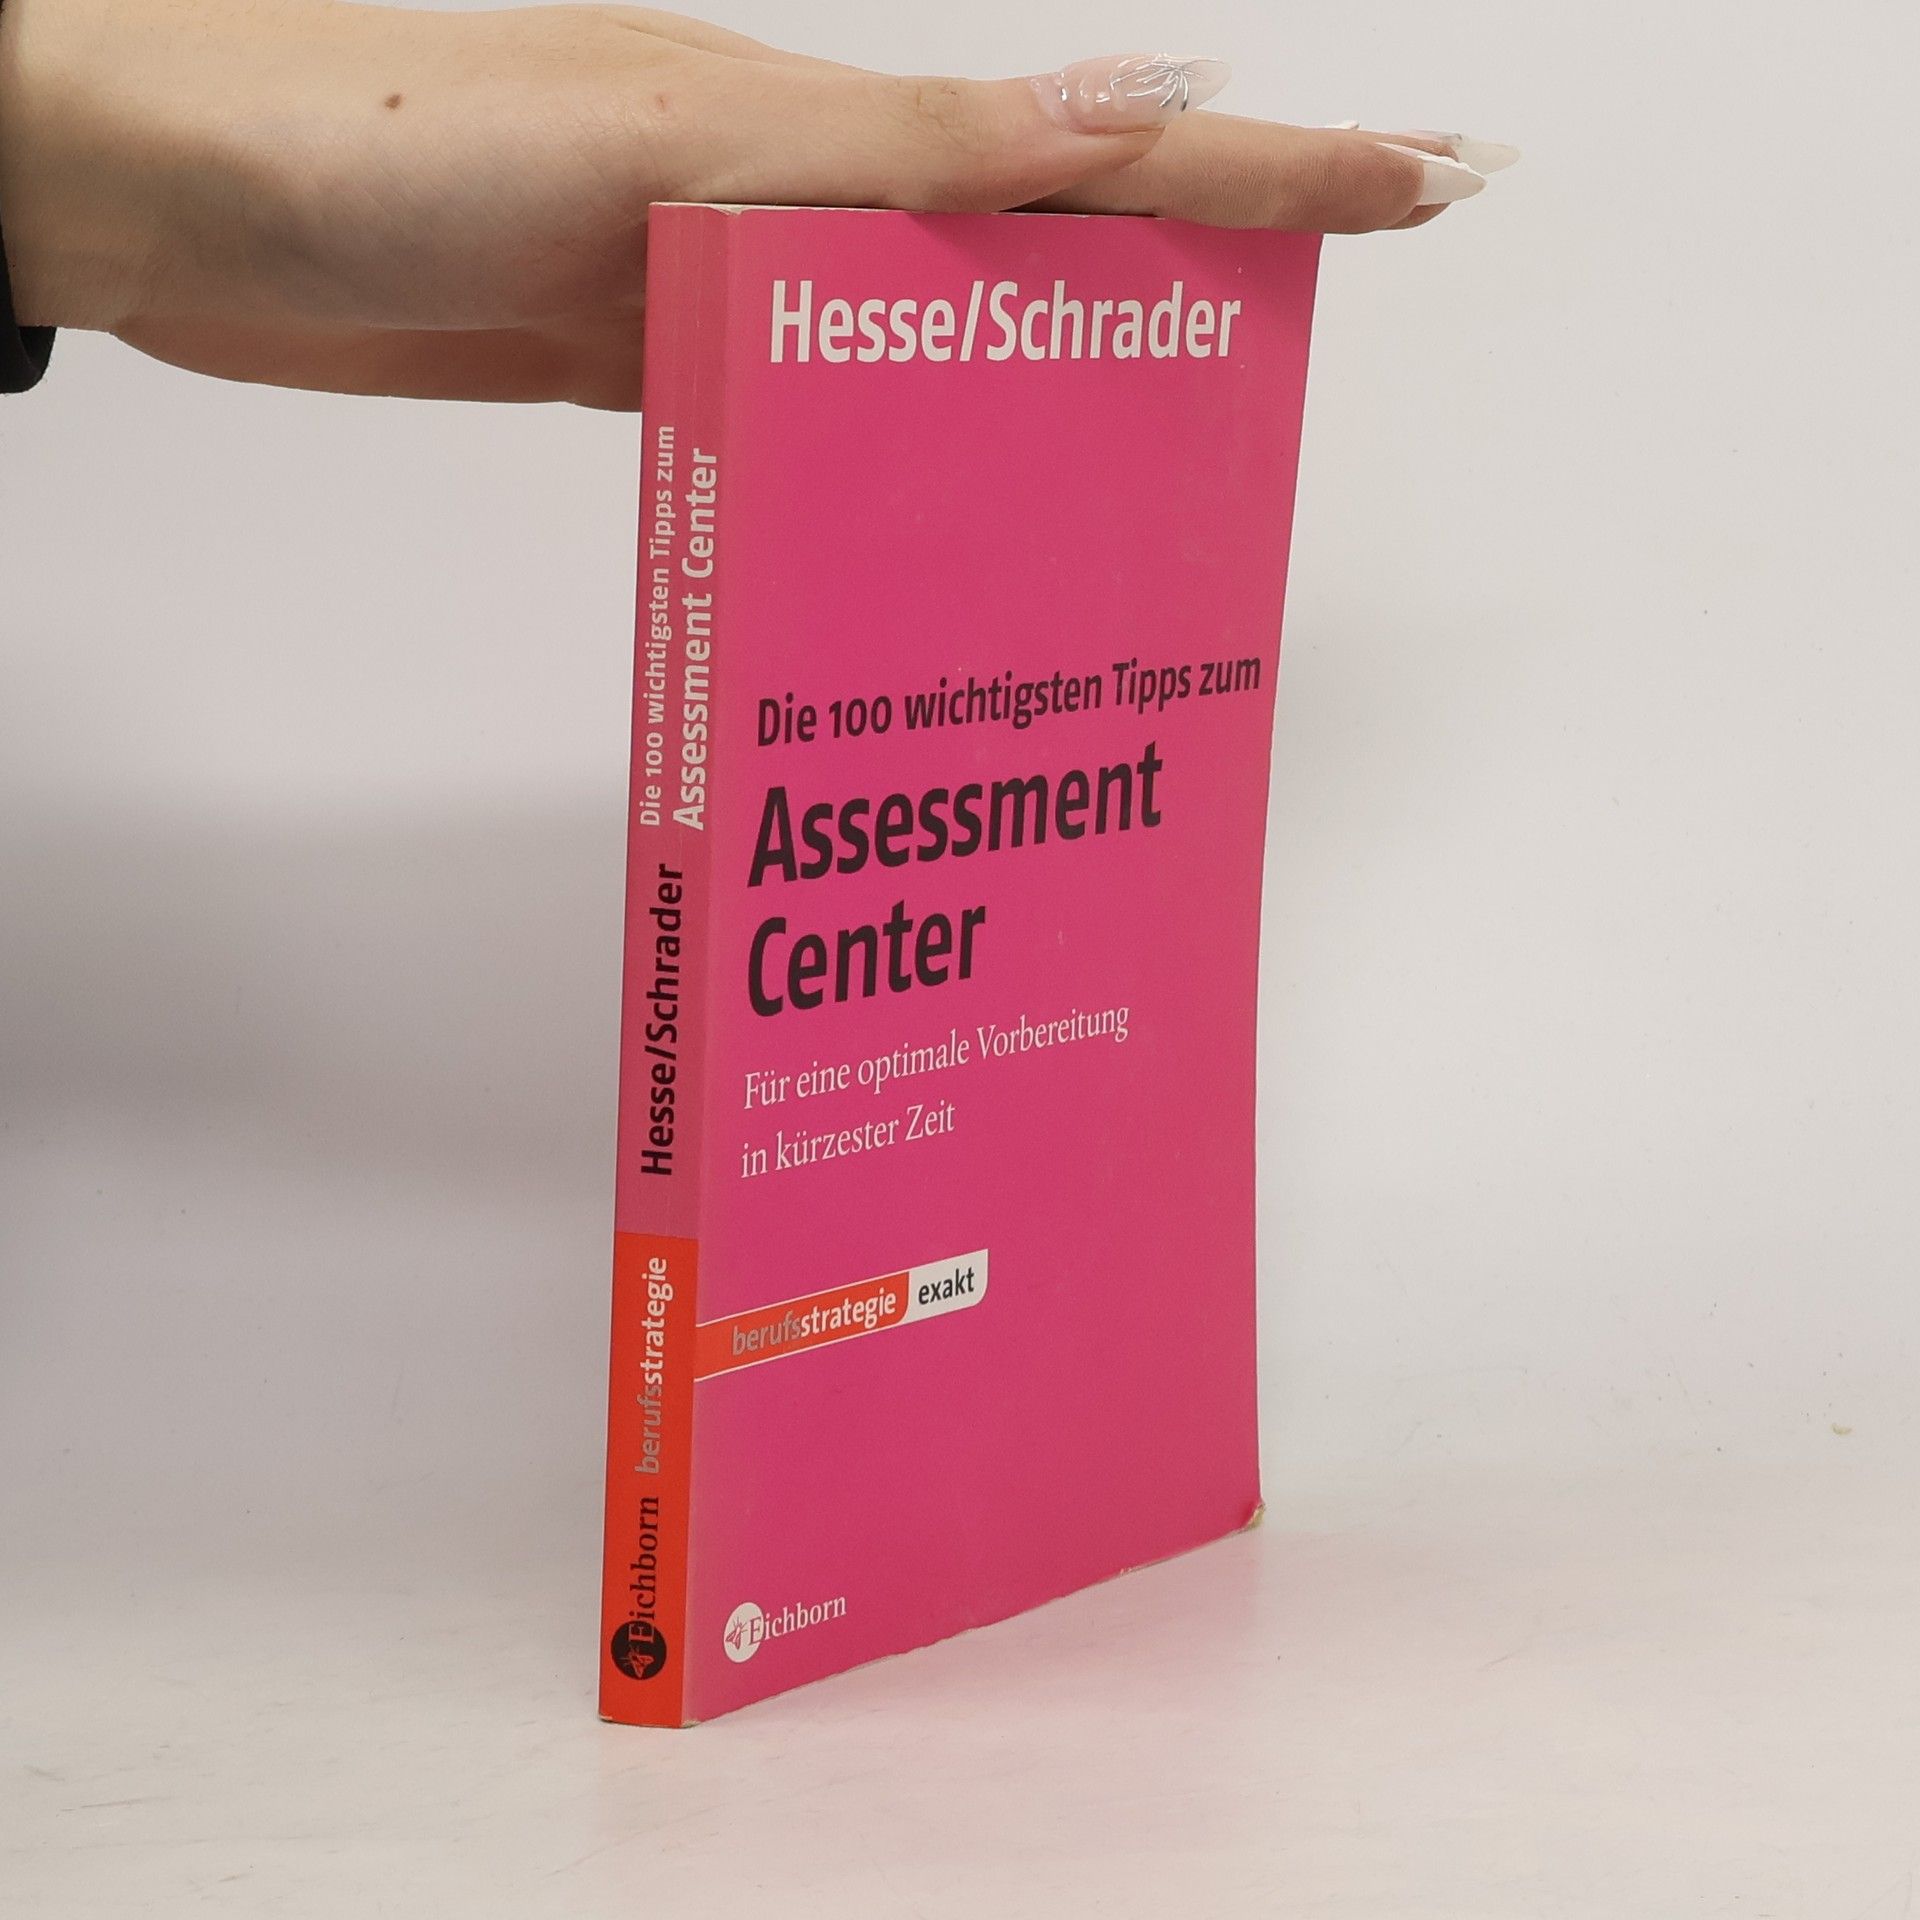 Hesse/Schrader
Die 100 wichtigsten Tipps zum
Assessment
Center
Für eine optimale Vorbereitung
in kürzester Zeit
berufsstrategie exakt
Eichborn
Die 100 wichtigsten Tipps zum
Assessment Center
Hesse/Schrader
berufsstrategie
Eichborn